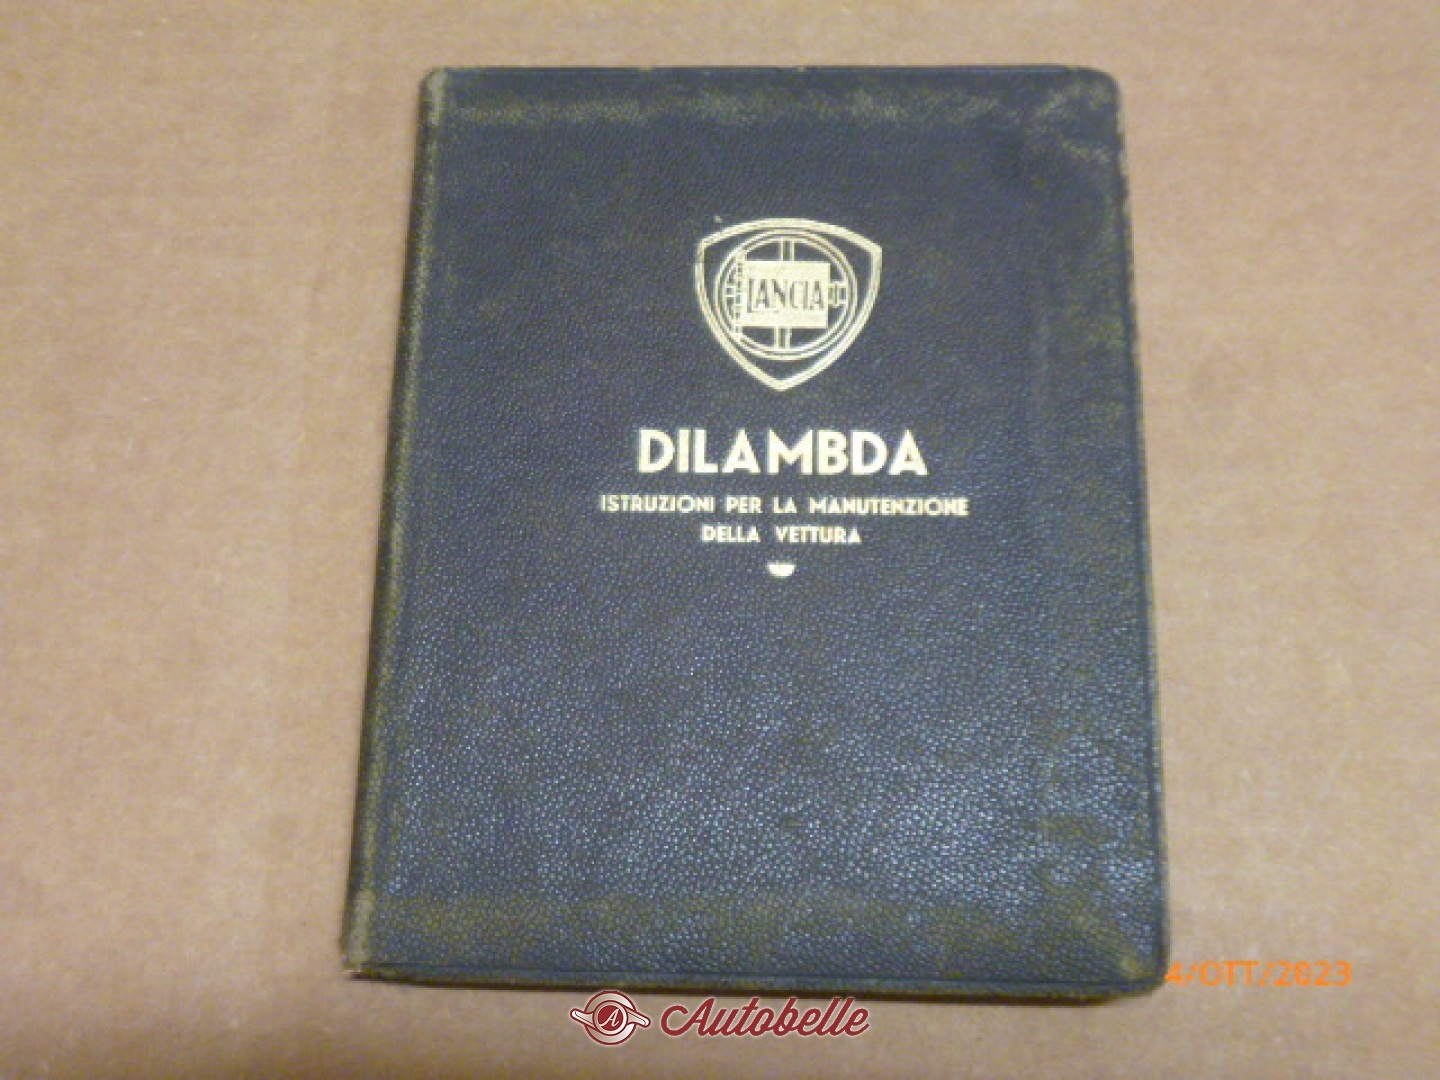 LANCIA
DILAMBDA
ISTRUZIONI PER LA MANUTENZIONE
DELLA VETTURA
4/OTT/2023
A Autobelle